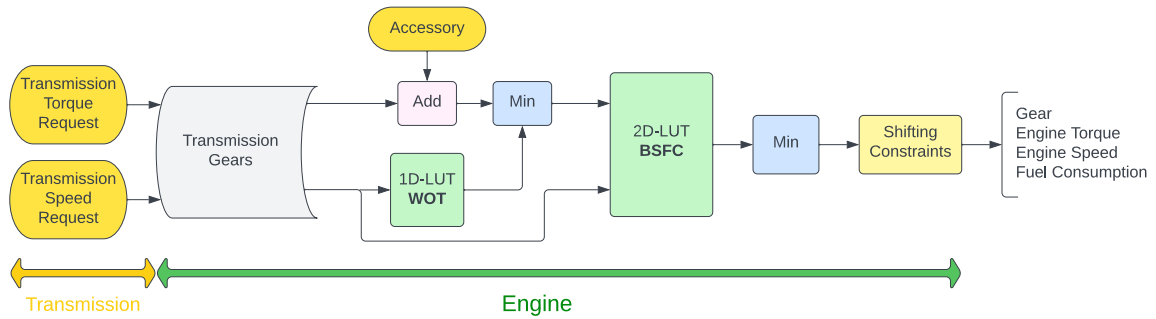 Accessory
Transmission
Torque
Request
Transmission
Speed
Request
Transmission
Gears
Add
Min
1D-LUT
WOT
2D-LUT
BSFC
Min
Shifting
Constraints
Gear
Engine Torque
Engine Speed
Fuel Consumption
Transmission
Engine